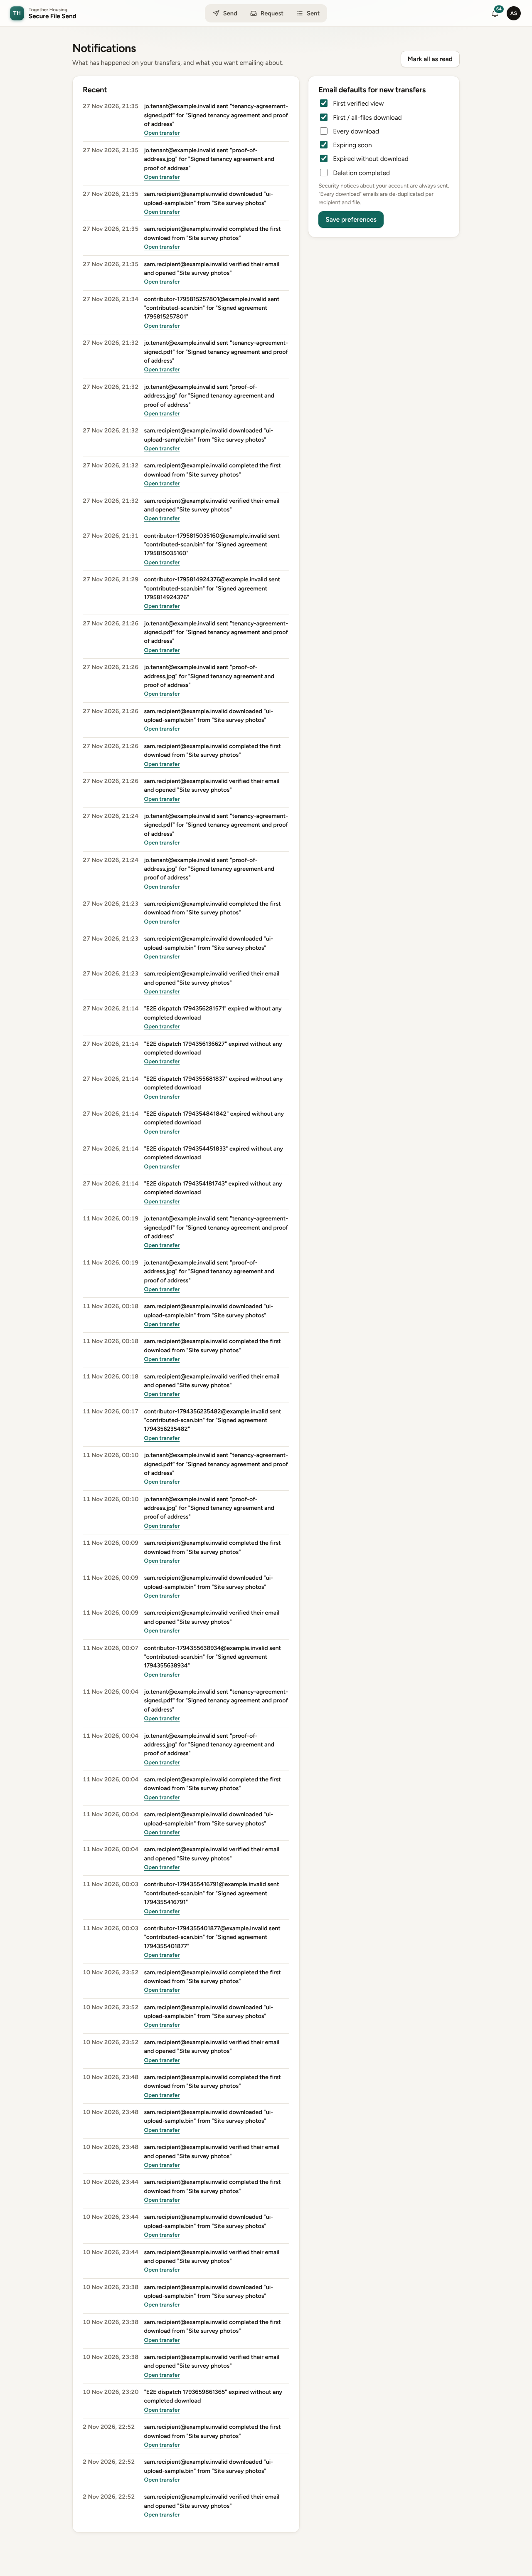 TH
Together Housing
Secure File Send
Send
Request
Sent
64
AS
Notifications
What has happened on your transfers, and what you want emailing about.
Mark all as read
Recent
27 Nov 2026, 21:35 jo.tenant@example.invalid sent "tenancy-agreement-
signed.pdf" for "Signed tenancy agreement and proof
of address"
Open transfer
27 Nov 2026, 21:35 jo.tenant@example.invalid sent "proof-of-
address.jpg" for "Signed tenancy agreement and
proof of address"
Open transfer
27 Nov 2026, 21:35 sam.recipient@example.invalid downloaded "ui-
upload-sample.bin" from "Site survey photos"
Open transfer
27 Nov 2026, 21:35 sam.recipient@example.invalid completed the first
download from "Site survey photos"
Open transfer
27 Nov 2026, 21:35 sam.recipient@example.invalid verified their email
and opened "Site survey photos"
Open transfer
27 Nov 2026, 21:34 contributor-1795815257801@example.invalid sent
"contributed-scan.bin" for "Signed agreement
1795815257801"
Open transfer
27 Nov 2026, 21:32 jo.tenant@example.invalid sent "tenancy-agreement-
signed.pdf" for "Signed tenancy agreement and proof
of address"
Open transfer
27 Nov 2026, 21:32 jo.tenant@example.invalid sent "proof-of-
address.jpg" for "Signed tenancy agreement and
proof of address"
Open transfer
27 Nov 2026, 21:32 sam.recipient@example.invalid downloaded "ui-
upload-sample.bin" from "Site survey photos"
Open transfer
27 Nov 2026, 21:32 sam.recipient@example.invalid completed the first
download from "Site survey photos"
Open transfer
27 Nov 2026, 21:32 sam.recipient@example.invalid verified their email
and opened "Site survey photos"
Open transfer
27 Nov 2026, 21:31 contributor-1795815035160@example.invalid sent
"contributed-scan.bin" for "Signed agreement
1795815035160"
Open transfer
27 Nov 2026, 21:29 contributor-1795814924376@example.invalid sent
"contributed-scan.bin" for "Signed agreement
1795814924376"
Open transfer
27 Nov 2026, 21:26 jo.tenant@example.invalid sent "tenancy-agreement-
signed.pdf" for "Signed tenancy agreement and proof
of address"
Open transfer
27 Nov 2026, 21:26 jo.tenant@example.invalid sent "proof-of-
address.jpg" for "Signed tenancy agreement and
proof of address"
Open transfer
27 Nov 2026, 21:26 sam.recipient@example.invalid downloaded "ui-
upload-sample.bin" from "Site survey photos"
Open transfer
27 Nov 2026, 21:26 sam.recipient@example.invalid completed the first
download from "Site survey photos"
Open transfer
27 Nov 2026, 21:26 sam.recipient@example.invalid verified their email
and opened "Site survey photos"
Open transfer
27 Nov 2026, 21:24 jo.tenant@example.invalid sent "tenancy-agreement-
signed.pdf" for "Signed tenancy agreement and proof
of address"
Open transfer
27 Nov 2026, 21:24 jo.tenant@example.invalid sent "proof-of-
address.jpg" for "Signed tenancy agreement and
proof of address"
Open transfer
27 Nov 2026, 21:23 sam.recipient@example.invalid completed the first
download from "Site survey photos"
Open transfer
27 Nov 2026, 21:23 sam.recipient@example.invalid downloaded "ui-
upload-sample.bin" from "Site survey photos"
Open transfer
27 Nov 2026, 21:23 sam.recipient@example.invalid verified their email
and opened "Site survey photos"
Open transfer
27 Nov 2026, 21:14 "E2E dispatch 1794356281571" expired without any
completed download
Open transfer
27 Nov 2026, 21:14 "E2E dispatch 1794356136627" expired without any
completed download
Open transfer
27 Nov 2026, 21:14 "E2E dispatch 1794355681837" expired without any
completed download
Open transfer
27 Nov 2026, 21:14 "E2E dispatch 1794354841842" expired without any
completed download
Open transfer
27 Nov 2026, 21:14 "E2E dispatch 1794354451833" expired without any
completed download
Open transfer
27 Nov 2026, 21:14 "E2E dispatch 1794354181743" expired without any
completed download
Open transfer
11 Nov 2026, 00:19 jo.tenant@example.invalid sent "tenancy-agreement-
signed.pdf" for "Signed tenancy agreement and proof
of address"
Open transfer
11 Nov 2026, 00:19 jo.tenant@example.invalid sent "proof-of-
address.jpg" for "Signed tenancy agreement and
proof of address"
Open transfer
11 Nov 2026, 00:18 sam.recipient@example.invalid downloaded "ui-
upload-sample.bin" from "Site survey photos"
Open transfer
11 Nov 2026, 00:18 sam.recipient@example.invalid completed the first
download from "Site survey photos"
Open transfer
11 Nov 2026, 00:18 sam.recipient@example.invalid verified their email
and opened "Site survey photos"
Open transfer
11 Nov 2026, 00:17 contributor-1794356235482@example.invalid sent
"contributed-scan.bin" for "Signed agreement
1794356235482"
Open transfer
11 Nov 2026, 00:10 jo.tenant@example.invalid sent "tenancy-agreement-
signed.pdf" for "Signed tenancy agreement and proof
of address"
Open transfer
11 Nov 2026, 00:10 jo.tenant@example.invalid sent "proof-of-
address.jpg" for "Signed tenancy agreement and
proof of address"
Open transfer
11 Nov 2026, 00:09 sam.recipient@example.invalid completed the first
download from "Site survey photos"
Open transfer
11 Nov 2026, 00:09 sam.recipient@example.invalid downloaded "ui-
upload-sample.bin" from "Site survey photos"
Open transfer
11 Nov 2026, 00:09 sam.recipient@example.invalid verified their email
and opened "Site survey photos"
Open transfer
11 Nov 2026, 00:07 contributor-1794355638934@example.invalid sent
"contributed-scan.bin" for "Signed agreement
1794355638934"
Open transfer
11 Nov 2026, 00:04 jo.tenant@example.invalid sent "tenancy-agreement-
signed.pdf" for "Signed tenancy agreement and proof
of address"
Open transfer
11 Nov 2026, 00:04 jo.tenant@example.invalid sent "proof-of-
address.jpg" for "Signed tenancy agreement and
proof of address"
Open transfer
11 Nov 2026, 00:04 sam.recipient@example.invalid completed the first
download from "Site survey photos"
Open transfer
11 Nov 2026, 00:04 sam.recipient@example.invalid downloaded "ui-
upload-sample.bin" from "Site survey photos"
Open transfer
11 Nov 2026, 00:04 sam.recipient@example.invalid verified their email
and opened "Site survey photos"
Open transfer
11 Nov 2026, 00:03 contributor-1794355416791@example.invalid sent
"contributed-scan.bin" for "Signed agreement
1794355416791"
Open transfer
11 Nov 2026, 00:03 contributor-1794355401877@example.invalid sent
"contributed-scan.bin" for "Signed agreement
1794355401877"
Open transfer
10 Nov 2026, 23:52 sam.recipient@example.invalid completed the first
download from "Site survey photos"
Open transfer
10 Nov 2026, 23:52 sam.recipient@example.invalid downloaded "ui-
upload-sample.bin" from "Site survey photos"
Open transfer
10 Nov 2026, 23:52 sam.recipient@example.invalid verified their email
and opened "Site survey photos"
Open transfer
10 Nov 2026, 23:48 sam.recipient@example.invalid completed the first
download from "Site survey photos"
Open transfer
10 Nov 2026, 23:48 sam.recipient@example.invalid downloaded "ui-
upload-sample.bin" from "Site survey photos"
Open transfer
10 Nov 2026, 23:48 sam.recipient@example.invalid verified their email
and opened "Site survey photos"
Open transfer
10 Nov 2026, 23:44 sam.recipient@example.invalid completed the first
download from "Site survey photos"
Open transfer
10 Nov 2026, 23:44 sam.recipient@example.invalid downloaded "ui-
upload-sample.bin" from "Site survey photos"
Open transfer
10 Nov 2026, 23:44 sam.recipient@example.invalid verified their email
and opened "Site survey photos"
Open transfer
10 Nov 2026, 23:38 sam.recipient@example.invalid downloaded "ui-
upload-sample.bin" from "Site survey photos"
Open transfer
10 Nov 2026, 23:38 sam.recipient@example.invalid completed the first
download from "Site survey photos"
Open transfer
10 Nov 2026, 23:38 sam.recipient@example.invalid verified their email
and opened "Site survey photos"
Open transfer
10 Nov 2026, 23:20 "E2E dispatch 1793659861365" expired without any
completed download
Open transfer
2 Nov 2026, 22:52 sam.recipient@example.invalid completed the first
download from "Site survey photos"
Open transfer
2 Nov 2026, 22:52 sam.recipient@example.invalid downloaded "ui-
upload-sample.bin" from "Site survey photos"
Open transfer
2 Nov 2026, 22:52 sam.recipient@example.invalid verified their email
and opened "Site survey photos"
Open transfer
Email defaults for new transfers
First verified view
First / all-files download
Every download
Expiring soon
Expired without download
Deletion completed
Security notices about your account are always sent.
"Every download" emails are de-duplicated per
recipient and file.
Save preferences